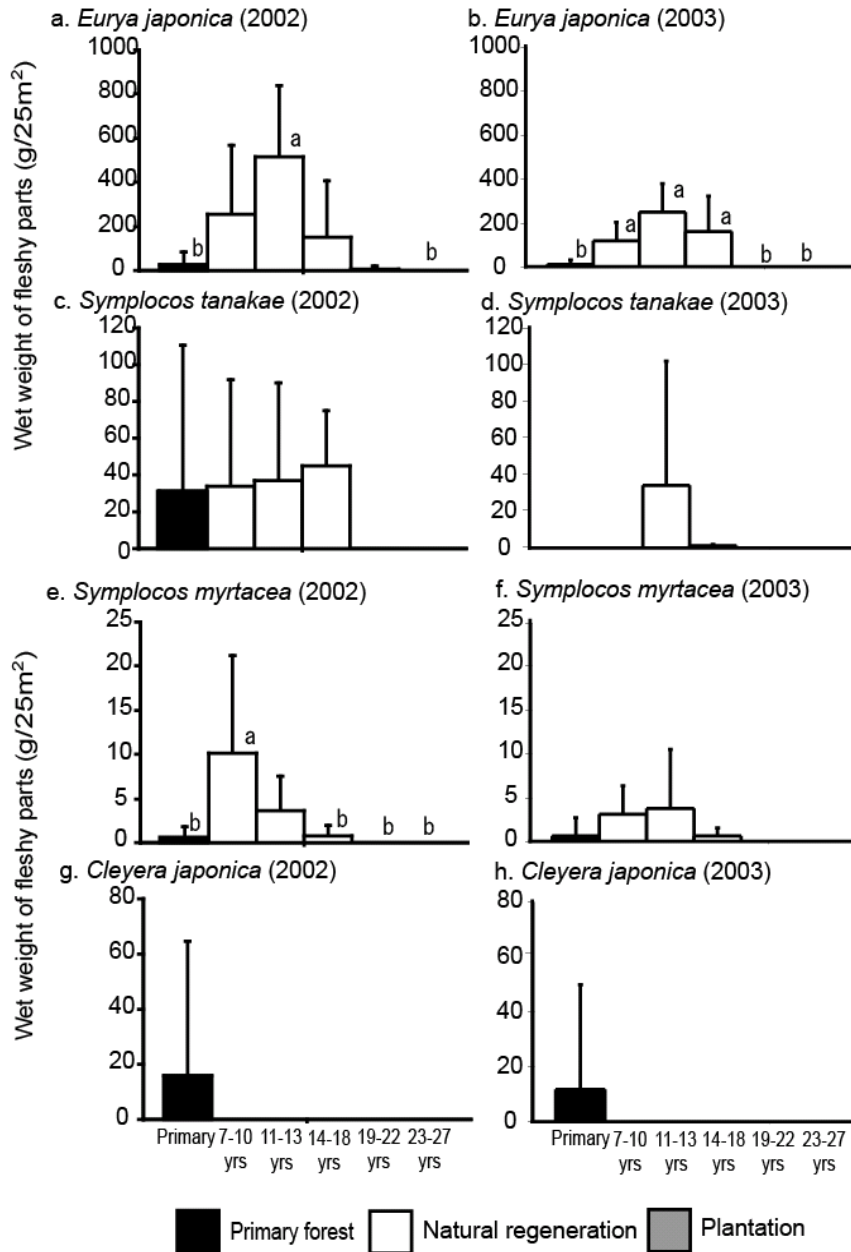 a. Eurya japonica (2002)
b. Eurya japonica (2003)
Wet weight of fleshy parts (g/25m²)
1000
800
600
400
200
0
b
a
b
1000
800
600
400
200
0
b
a
a
a
b
b
c. Symplocos tanakae (2002)
d. Symplocos tanakae (2003)
120
100
80
60
40
20
0
120
100
80
60
40
20
0
e. Symplocos myrtacea (2002)
f. Symplocos myrtacea (2003)
Wet weight of fleshy parts (g/25m²)
25
20
15
10
5
0
b
a
b
b
b
25
20
15
10
5
0
g. Cleyera japonica (2002)
h. Cleyera japonica (2003)
80
60
40
20
0
80
60
40
20
0
Primary 7-10 yrs 11-13 yrs 14-18 yrs 19-22 yrs 23-27 yrs
Primary 7-10 yrs 11-13 yrs 14-18 yrs 19-22 yrs 23-27 yrs
Primary forest Natural regeneration Plantation